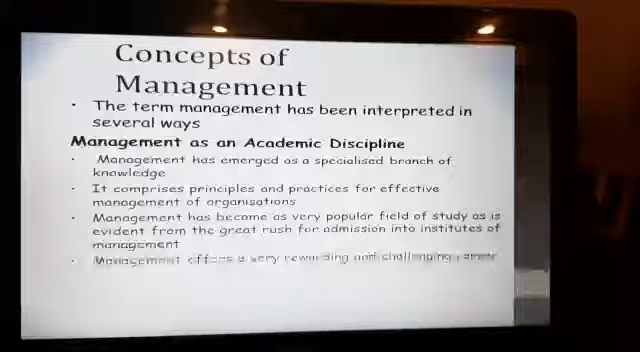 Concepts of
Management
• The term management has been interpreted in
several ways
Management as an Academic Discipline
• Management has emerged as a specialised branch of
knowledge
• It comprises principles and practices for effective
management of organisations
• Management has become as very popular field of study as is
evident from the great rush for admission into institutes of
management
• Management offers a very rewarding and challenging career